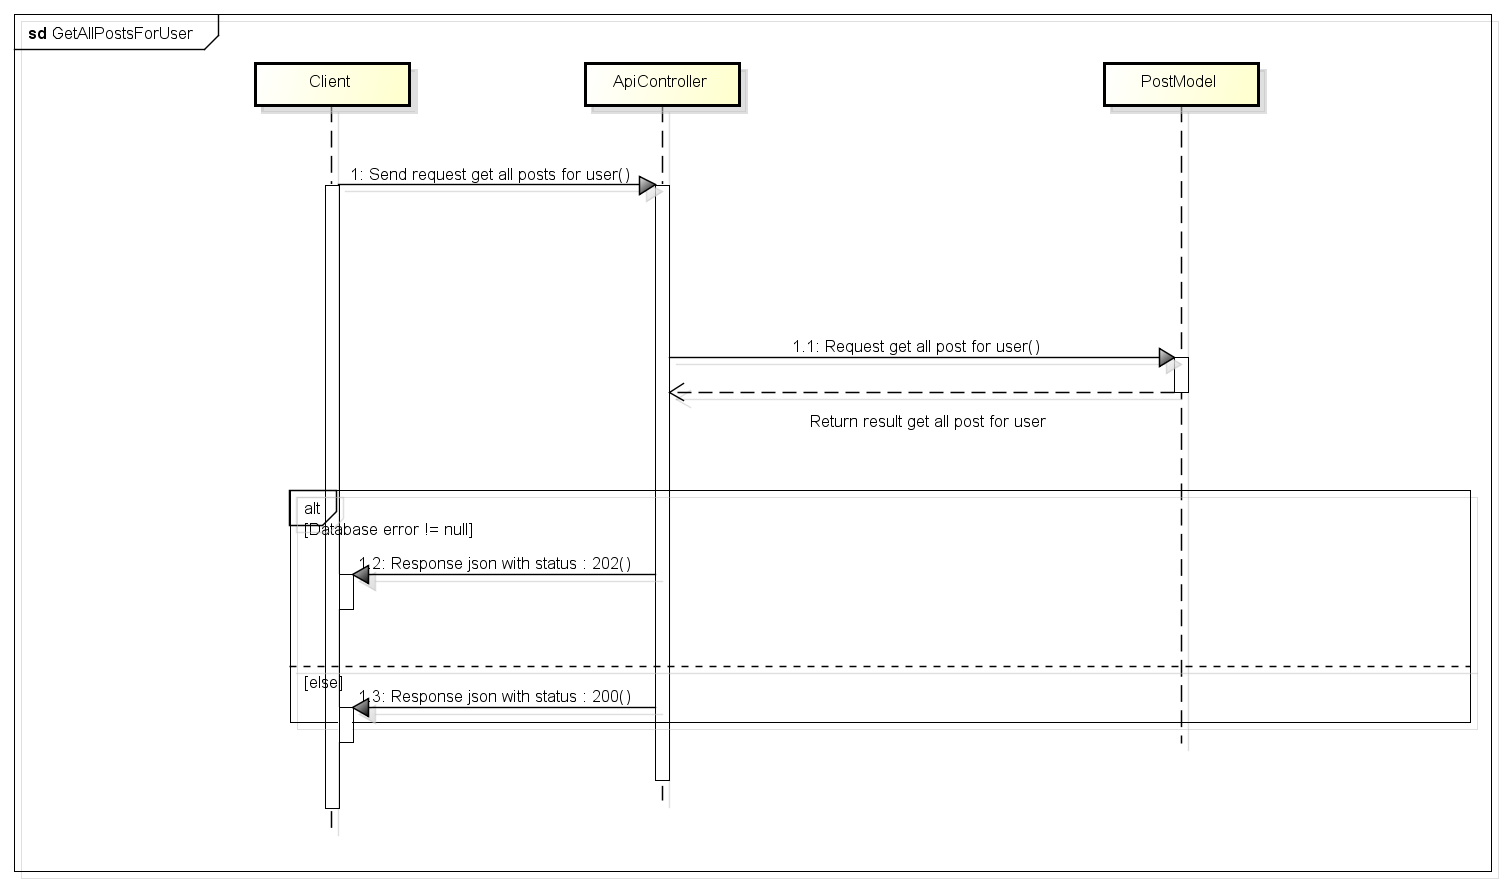 sd GetAllPostsForUser
Client
ApiController
PostModel
1: Send request get all posts for user()
1.1: Request get all post for user()
Return result get all post for user
alt
[Database error != null]
1.2: Response json with status : 202()
[else]
1.3: Response json with status : 200()